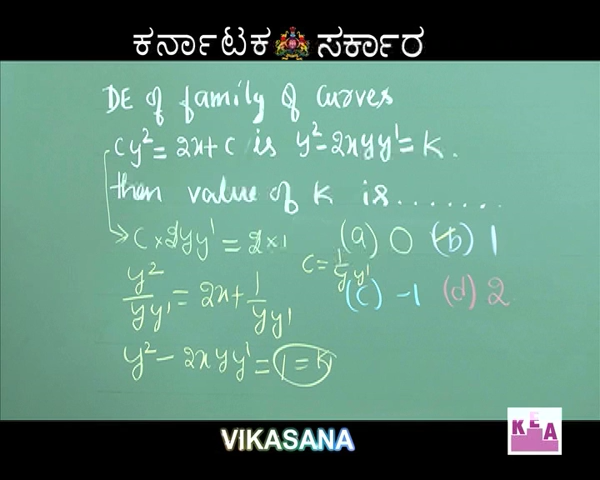 ಕರ್ನಾಟಕ ಸರ್ಕಾರ
DE of family of curves
cy² = 2x + c is y² - 2xyy' = K.
then value of K is.......
c × 2yy' = 2×1
(a) 0 (b) 1
c = 1/yy'
y²/yy' = 2x + 1/yy'
(c) -1 (d) 2
y² - 2xyy' = 1 = K
VIKASANA
KEA